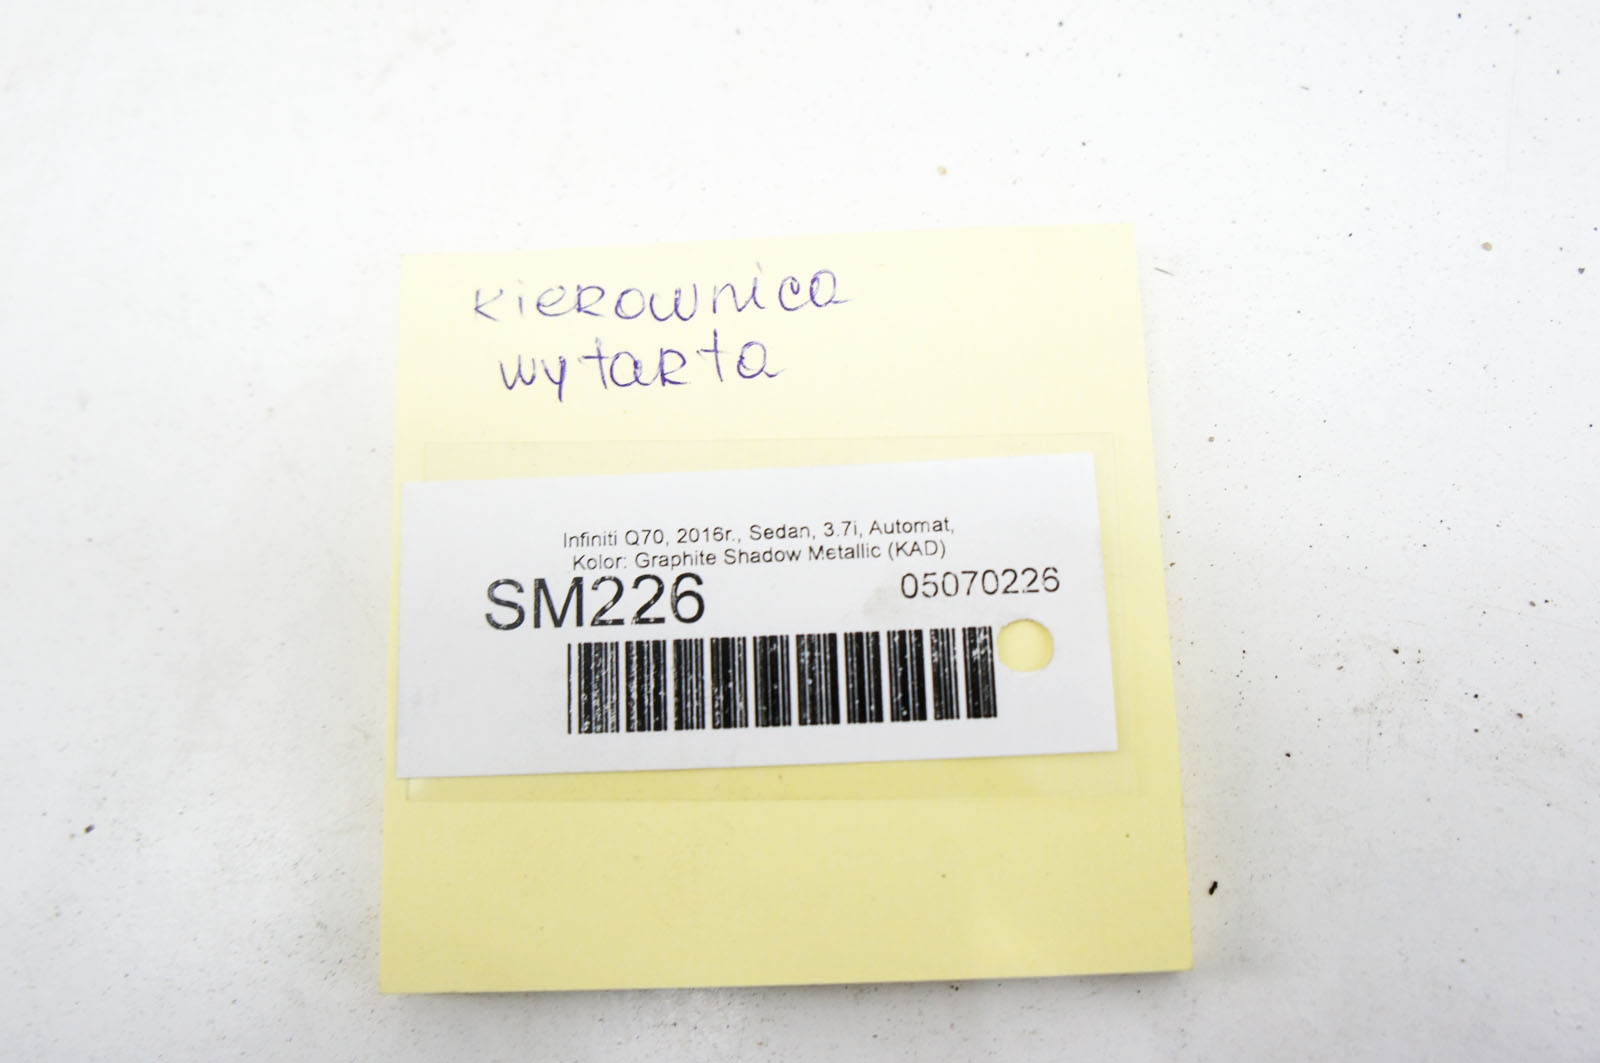 kierownica
wytarta
Infiniti Q70, 2016r., Sedan, 3.7i, Automat,
Kolor: Graphite Shadow Metallic (KAD)
SM226
05070226